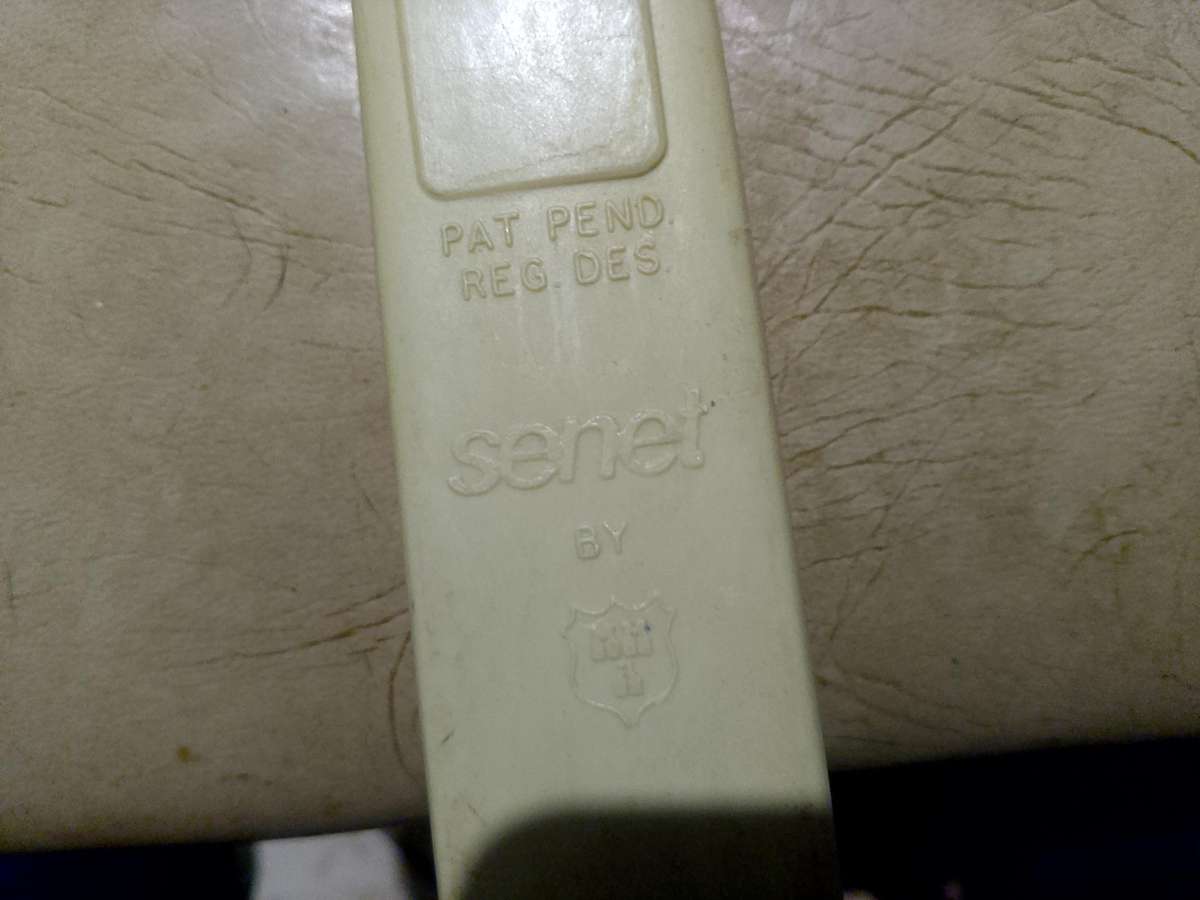 PAT PEND.
REG. DES.
senet
BY